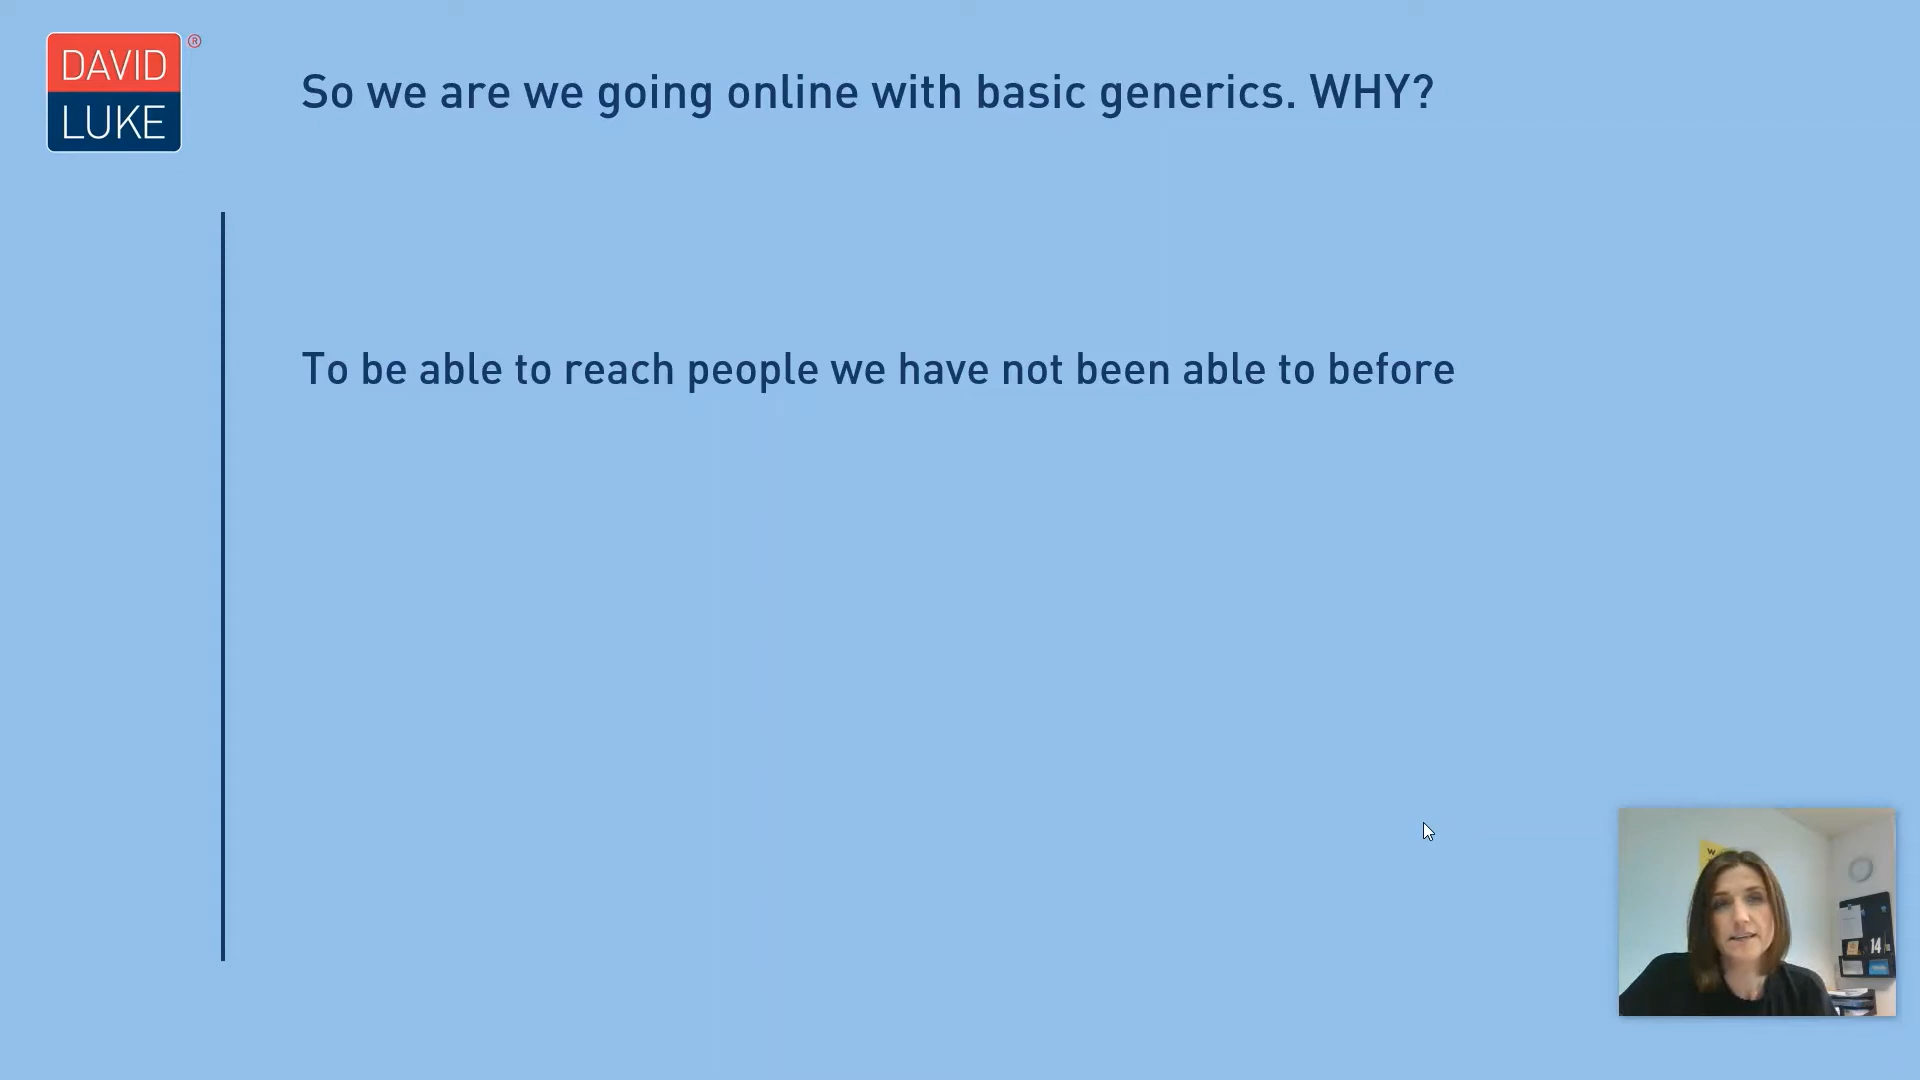 DAVID
LUKE
®
So we are we going online with basic generics. WHY?
To be able to reach people we have not been able to before
W
14